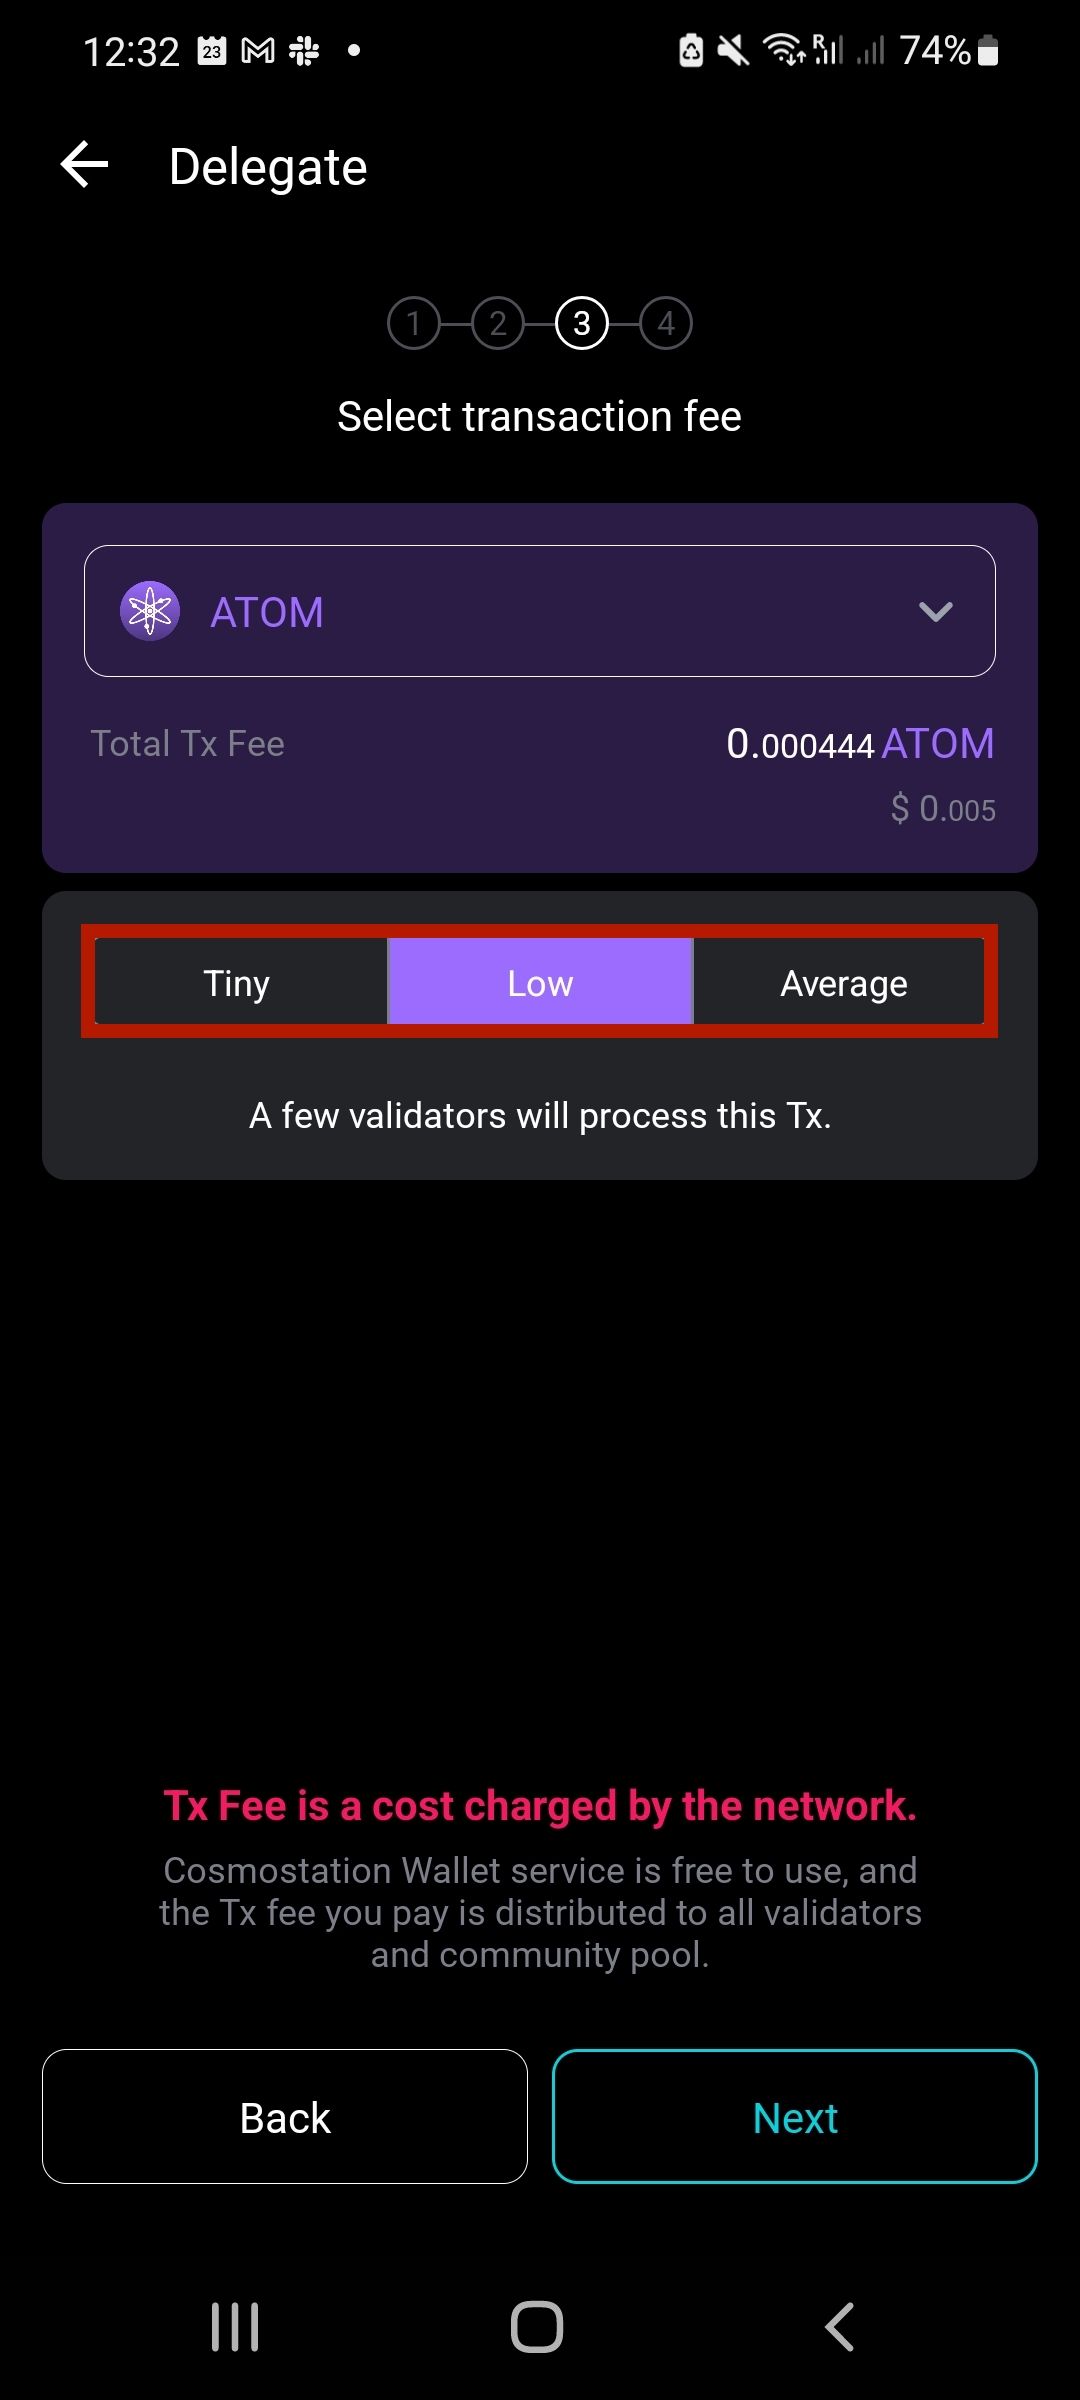 12:32 23 R 74%
Delegate
1 2 3 4
Select transaction fee
ATOM
Total Tx Fee 0.000444 ATOM
$ 0.005
Tiny Low Average
A few validators will process this Tx.
Tx Fee is a cost charged by the network.
Cosmostation Wallet service is free to use, and
the Tx fee you pay is distributed to all validators
and community pool.
Back Next